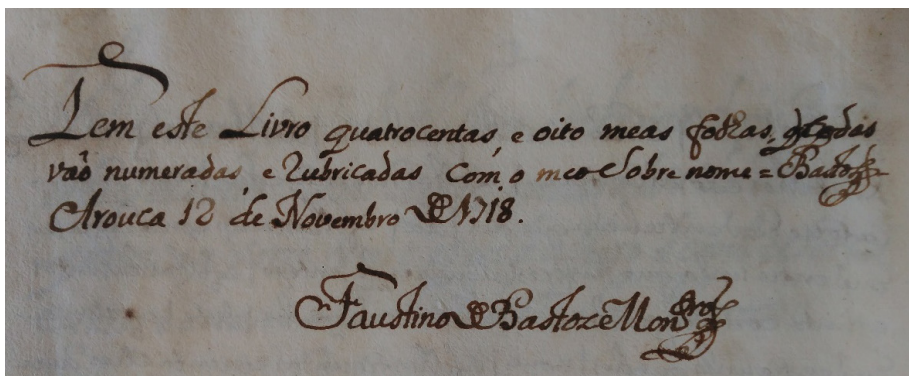 Tem este Livro quatrocentas, e oito meas folhas, q̃ todas
vaõ numeradas, e Rubricadas Com o meo Sobre nome = Bastos =
Arouca 12 de Novembro de 1718.
Faustino de Bastos e Monrͦ